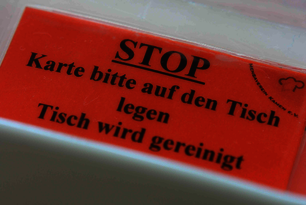 STOP
Karte bitte auf den Tisch
legen
Tisch wird gereinigt